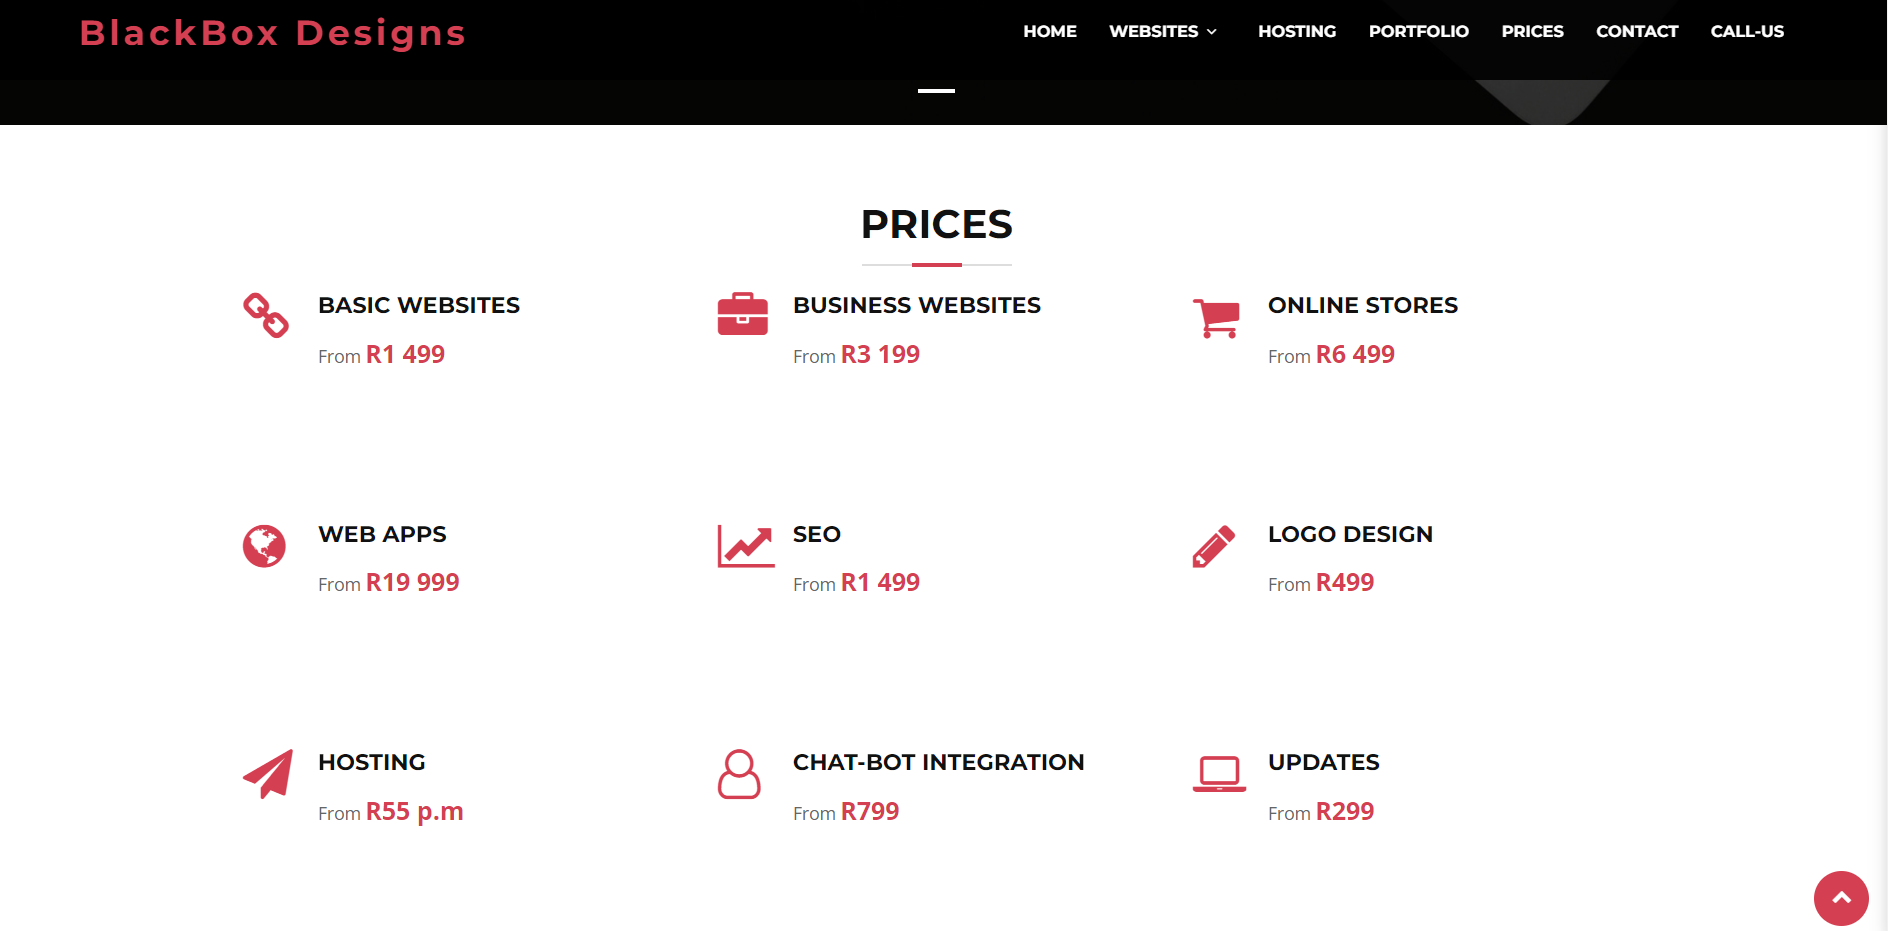 BlackBox Designs
HOME WEBSITES HOSTING PORTFOLIO PRICES CONTACT CALL-US
PRICES
BASIC WEBSITES
From R1 499
BUSINESS WEBSITES
From R3 199
ONLINE STORES
From R6 499
WEB APPS
From R19 999
SEO
From R1 499
LOGO DESIGN
From R499
HOSTING
From R55 p.m
CHAT-BOT INTEGRATION
From R799
UPDATES
From R299